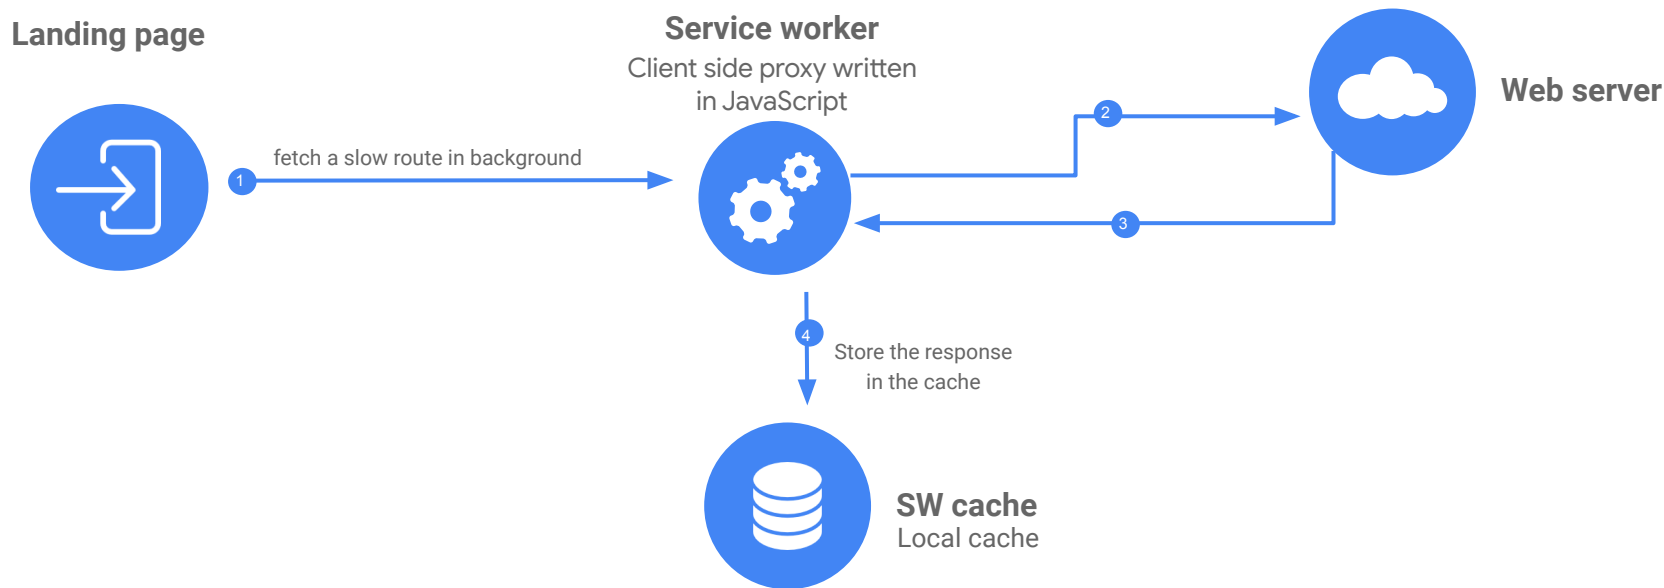 Landing page
Service worker
Client side proxy written
in JavaScript
Web server
1
fetch a slow route in background
2
3
4
Store the response
in the cache
SW cache
Local cache